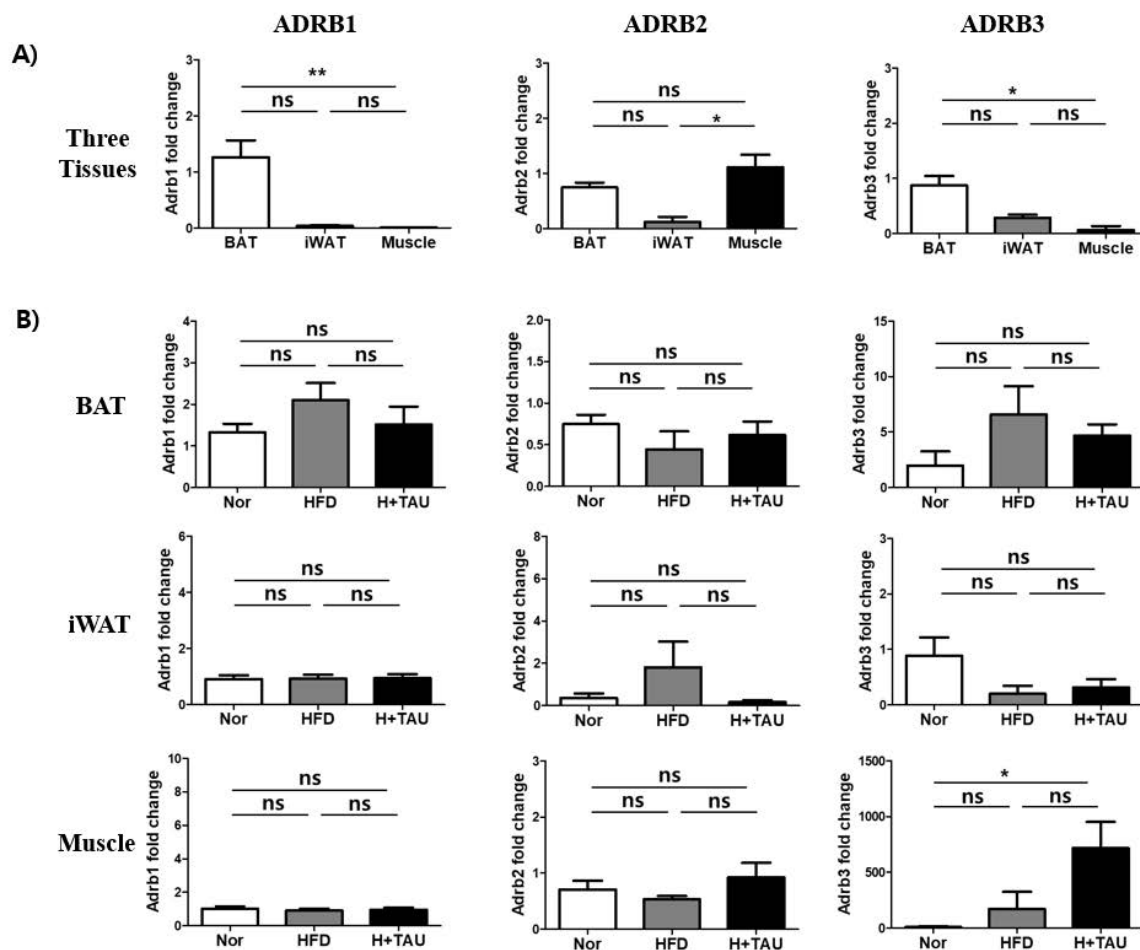 ADRB1 ADRB2 ADRB3
A)
Three
Tissues
Adrb1 fold change
3
2
1
0
**
ns ns
BAT iWAT Muscle
Adrb2 fold change
3
2
1
0
ns
ns *
BAT iWAT Muscle
Adrb3 fold change
3
2
1
0
*
ns ns
BAT iWAT Muscle
B)
BAT
Adrb1 fold change
4
3
2
1
0
ns
ns ns
Nor HFD H+TAU
Adrb2 fold change
2.0
1.5
1.0
0.5
0.0
ns
ns ns
Nor HFD H+TAU
Adrb3 fold change
15
10
5
0
ns
ns ns
Nor HFD H+TAU
iWAT
Adrb1 fold change
6
4
2
0
ns
ns ns
Nor HFD H+TAU
Adrb2 fold change
8
6
4
2
0
ns
ns ns
Nor HFD H+TAU
Adrb3 fold change
3
2
1
0
ns
ns ns
Nor HFD H+TAU
Muscle
Adrb1 fold change
10
8
6
4
2
0
ns
ns ns
Nor HFD H+TAU
Adrb2 fold change
3
2
1
0
ns
ns ns
Nor HFD H+TAU
Adrb3 fold change
1500
1000
500
0
*
ns ns
Nor HFD H+TAU